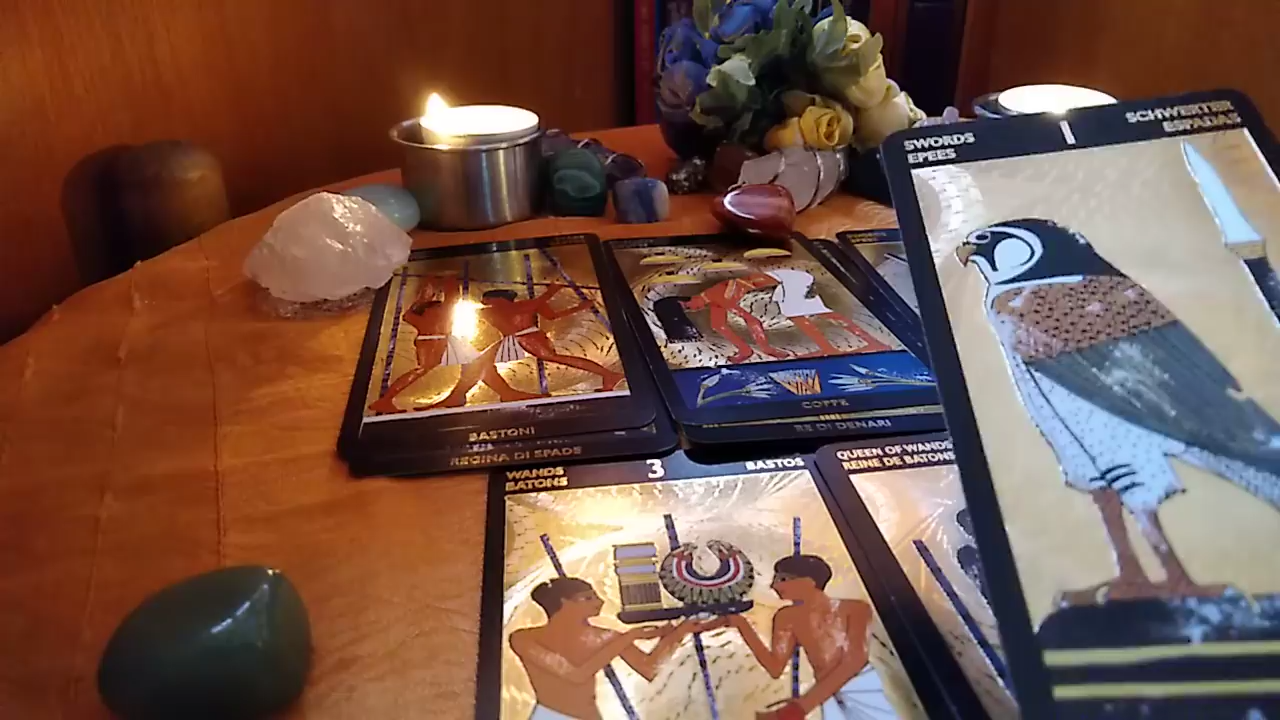 SWORDS
EPEES
I
SCHWERTER
ESPADAS
BASTONI
REGINA DI SPADE
COPPE
RE DI DENARI
WANDS
BATONS
3
BASTOS
QUEEN OF WANDS
REINE DE BATONS